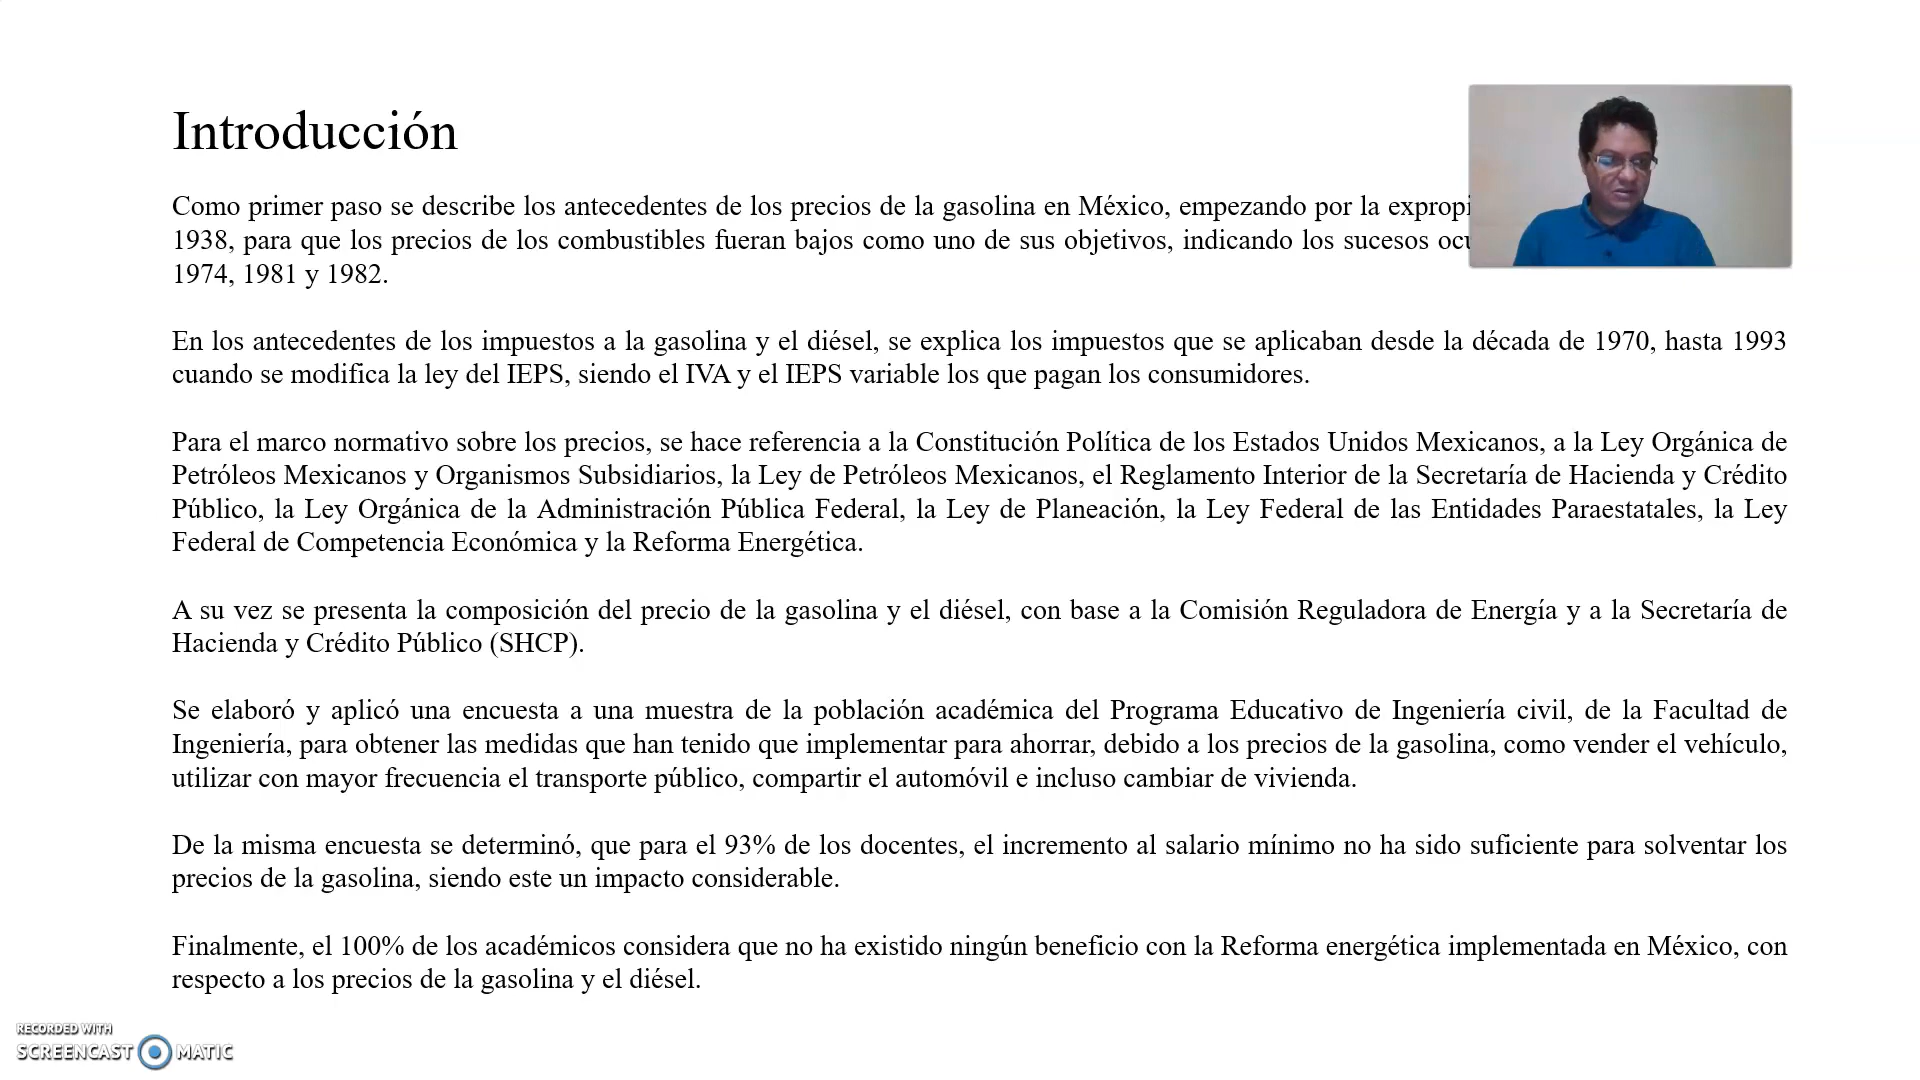 Introducción
Como primer paso se describe los antecedentes de los precios de la gasolina en México, empezando por la
1938, para que los precios de los combustibles fueran bajos como uno de sus objetivos, indicando los sucesos
1974, 1981 y 1982.
En los antecedentes de los impuestos a la gasolina y el diésel, se explica los impuestos que se aplicaban desde la década de 1970, hasta 1993
cuando se modifica la ley del IEPS, siendo el IVA y el IEPS variable los que pagan los consumidores.
Para el marco normativo sobre los precios, se hace referencia a la Constitución Política de los Estados Unidos Mexicanos, a la Ley Orgánica de
Petróleos Mexicanos y Organismos Subsidiarios, la Ley de Petróleos Mexicanos, el Reglamento Interior de la Secretaría de Hacienda y Crédito
Público, la Ley Orgánica de la Administración Pública Federal, la Ley de Planeación, la Ley Federal de las Entidades Paraestatales, la Ley
Federal de Competencia Económica y la Reforma Energética.
A su vez se presenta la composición del precio de la gasolina y el diésel, con base a la Comisión Reguladora de Energía y a la Secretaría de
Hacienda y Crédito Público (SHCP).
Se elaboró y aplicó una encuesta a una muestra de la población académica del Programa Educativo de Ingeniería civil, de la Facultad de
Ingeniería, para obtener las medidas que han tenido que implementar para ahorrar, debido a los precios de la gasolina, como vender el vehículo,
utilizar con mayor frecuencia el transporte público, compartir el automóvil e incluso cambiar de vivienda.
De la misma encuesta se determinó, que para el 93% de los docentes, el incremento al salario mínimo no ha sido suficiente para solventar los
precios de la gasolina, siendo este un impacto considerable.
Finalmente, el 100% de los académicos considera que no ha existido ningún beneficio con la Reforma energética implementada en México, con
respecto a los precios de la gasolina y el diésel.
RECORDED WITH
SCREENCAST MATIC